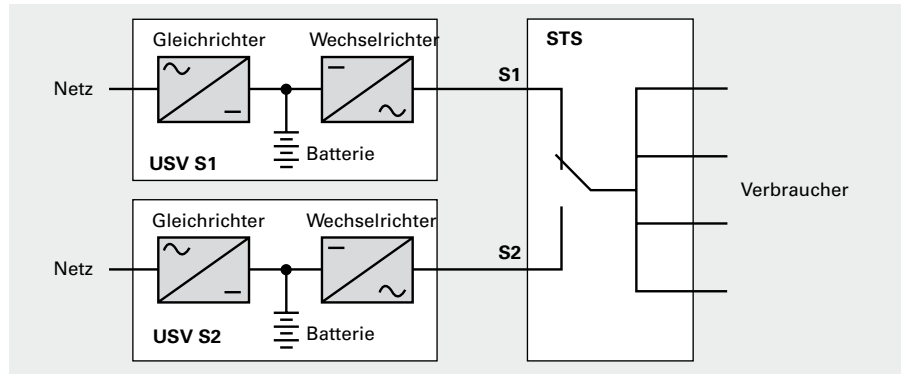 Gleichrichter Wechselrichter
STS
Netz
S1
Batterie
USV S1
Verbraucher
Gleichrichter Wechselrichter
Netz
S2
Batterie
USV S2